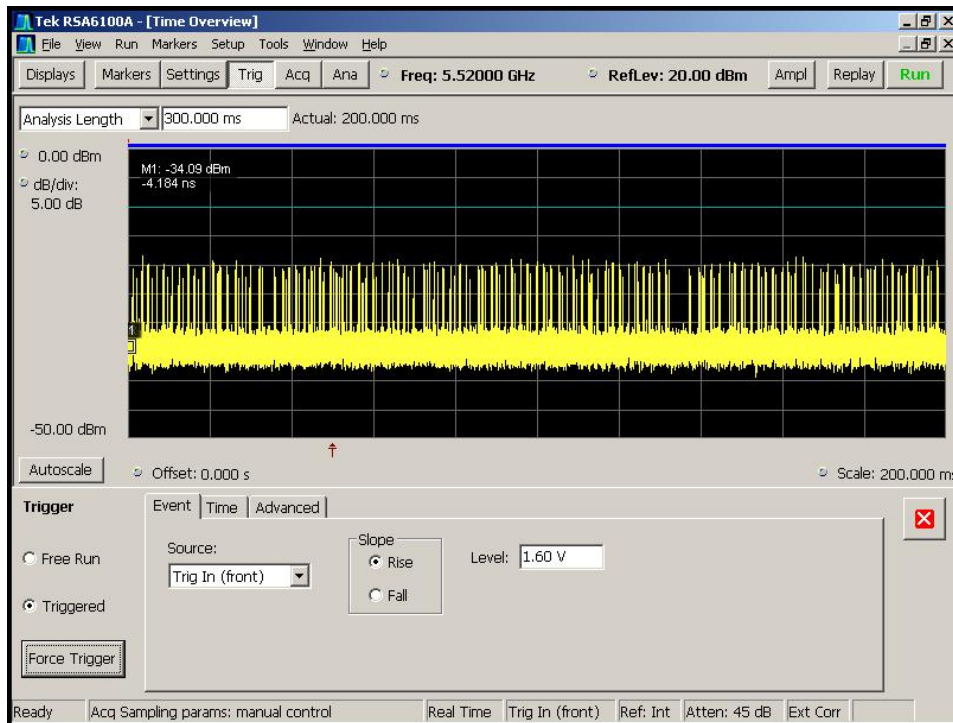 Tek RSA6100A - [Time Overview]
File View Run Markers Setup Tools Window Help
Displays Markers Settings Trig Acq Ana Freq: 5.52000 GHz RefLev: 20.00 dBm Ampl Replay Run
Analysis Length 300.000 ms Actual: 200.000 ms
0.00 dBm
M1: -34.09 dBm
-4.184 ns
dB/div:
5.00 dB
1
-50.00 dBm
Autoscale Offset: 0.000 s Scale: 200.000 ms
Trigger Event Time Advanced
Free Run
Triggered
Force Trigger
Source:
Trig In (front)
Slope
Rise
Fall
Level: 1.60 V
Ready Acq Sampling params: manual control Real Time Trig In (front) Ref: Int Atten: 45 dB Ext Corr